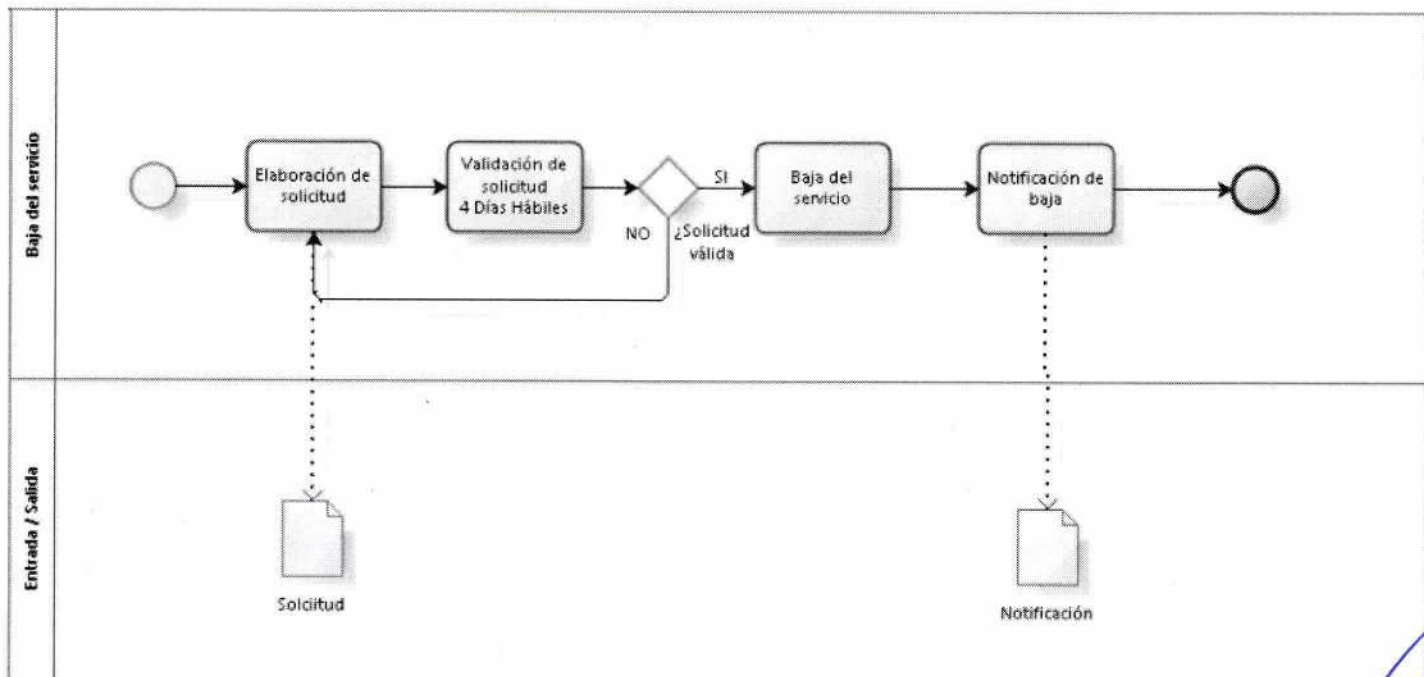 Baja del servicio
Elaboración de
solicitud
Validación de
solicitud
4 Días Hábiles
SI
NO
¿Solicitud
válida
Baja del
servicio
Notificación de
baja
Entrada / Salida
Solciitud
Notificación